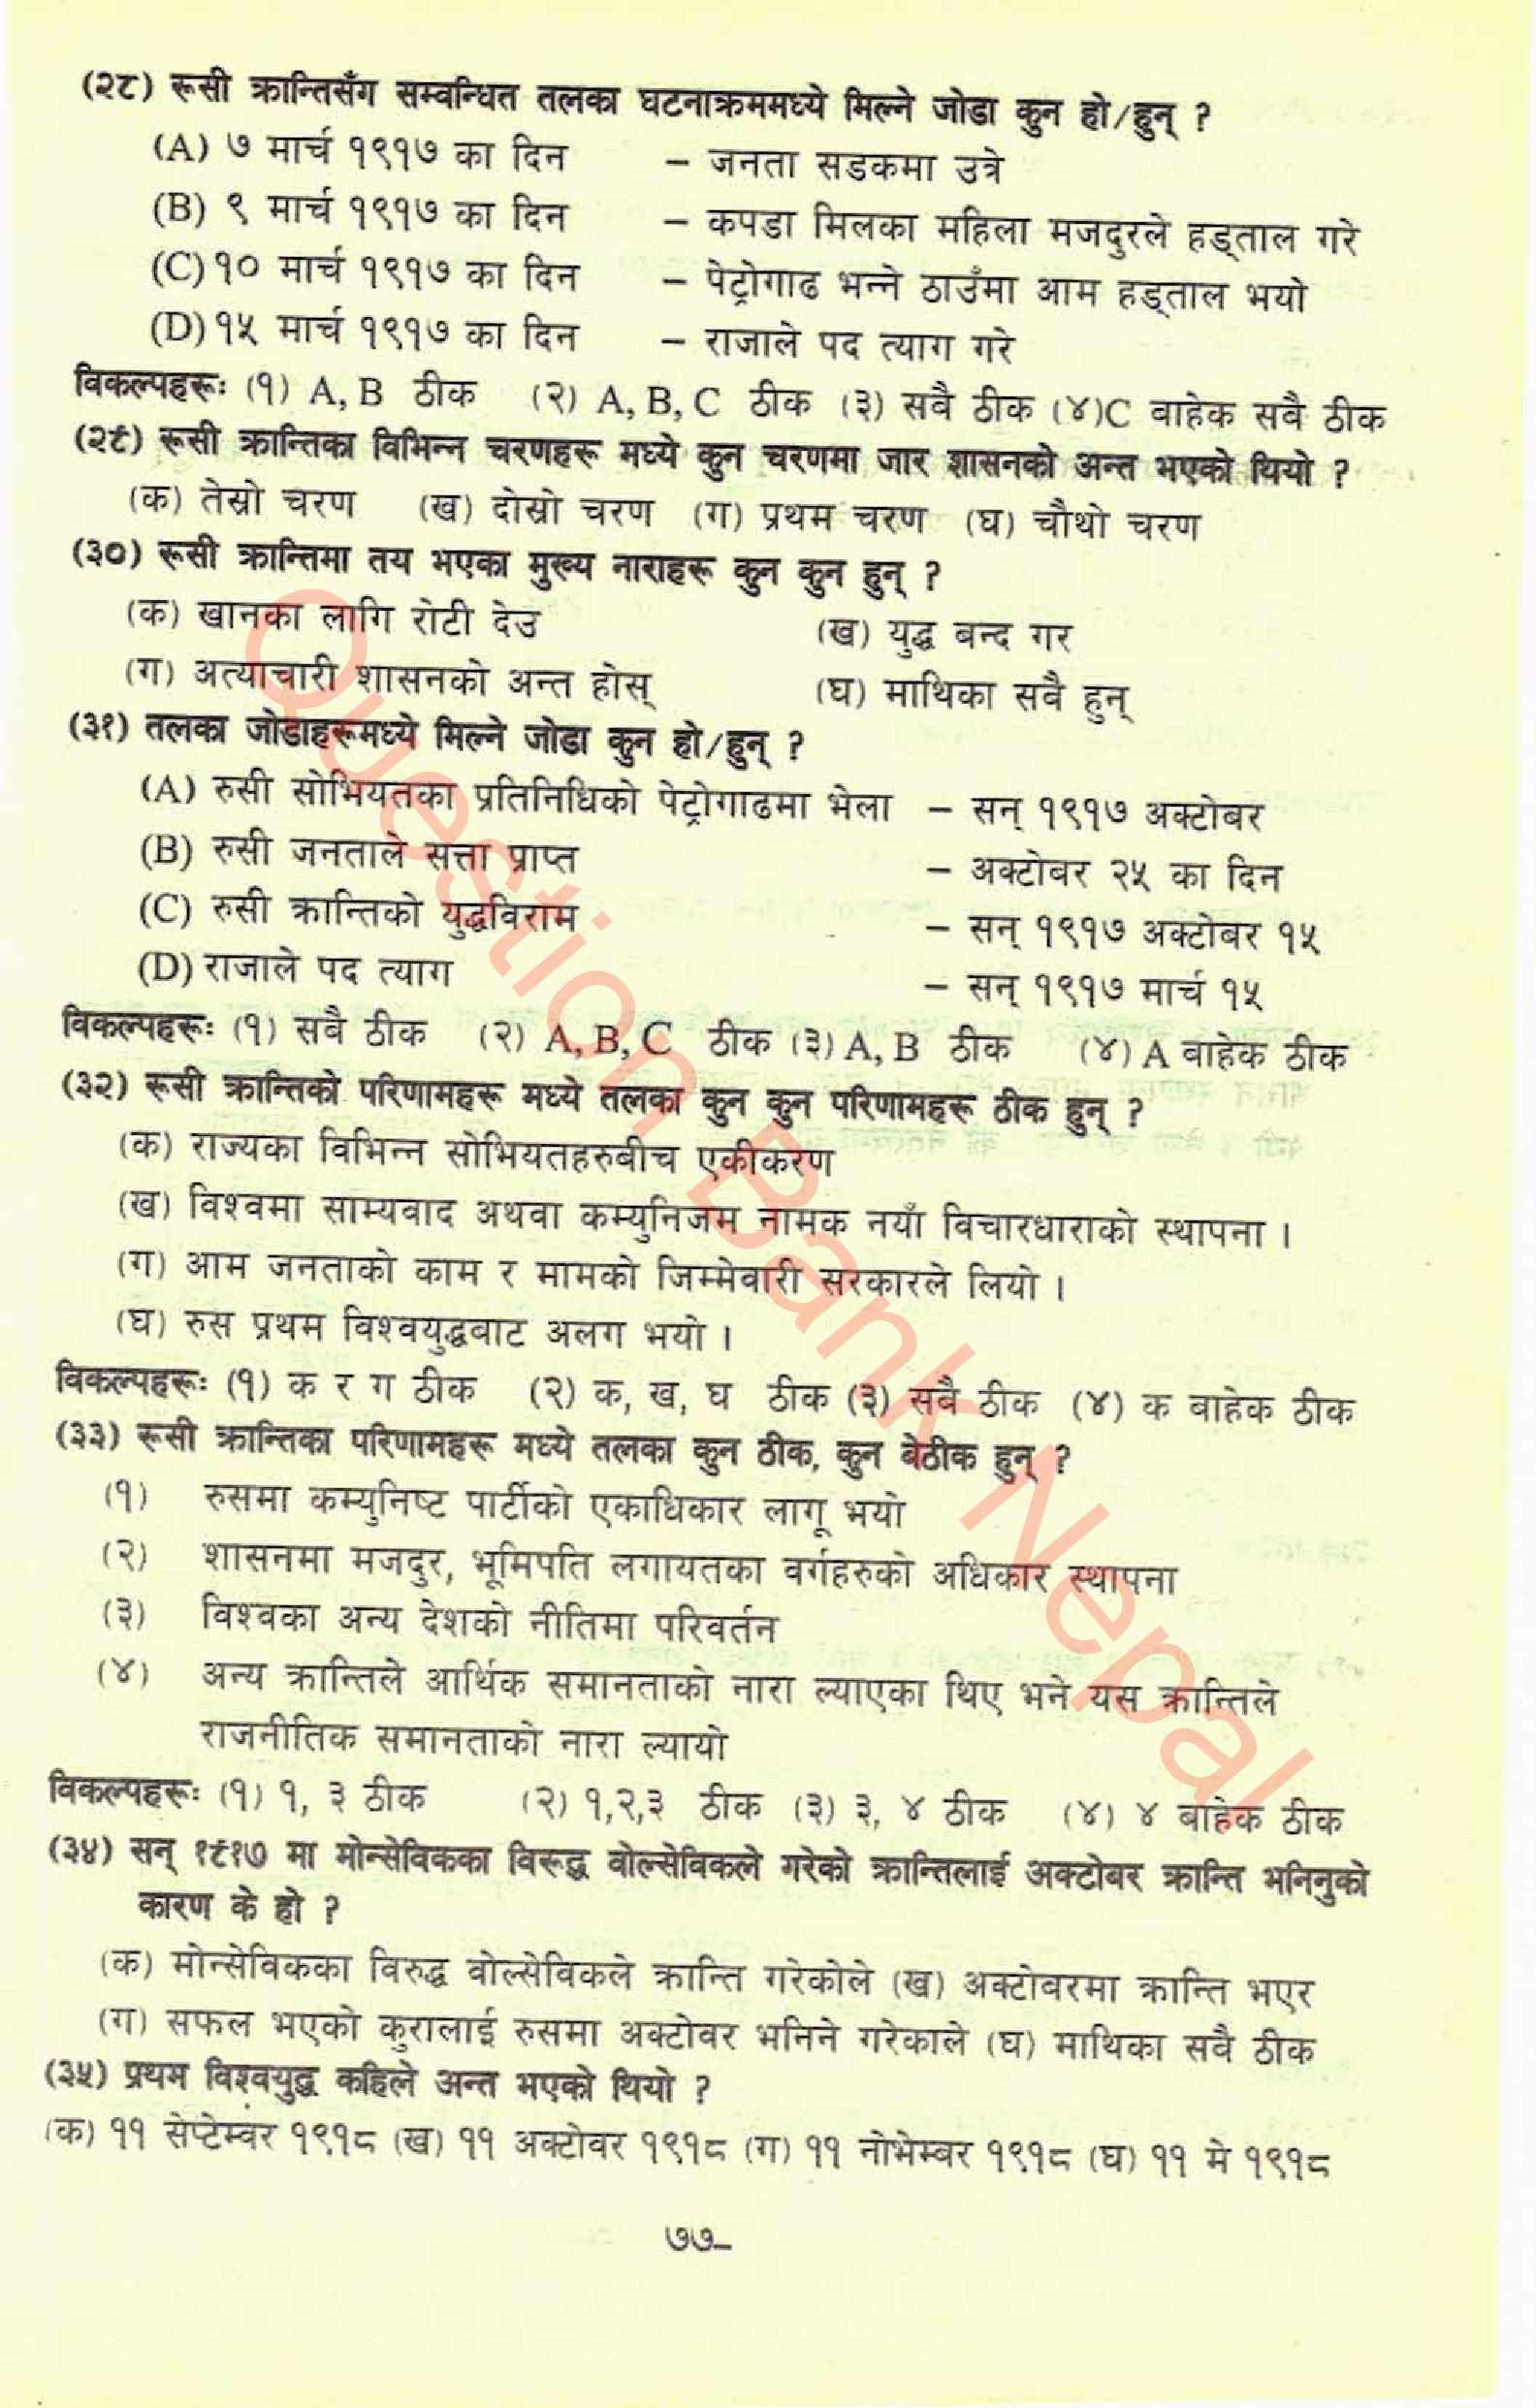 (२८) रूसी क्रान्तिसँग सम्वन्धित तलका घटनाक्रममध्ये मिल्ने जोडा कुन हो/हुन् ?
(A) ७ मार्च १९१७ का दिन – जनता सडकमा उत्रे
(B) ९ मार्च १९१७ का दिन – कपडा मिलका महिला मजदुरले हड्ताल गरे
(C) १० मार्च १९१७ का दिन – पेट्रोगाढ भन्ने ठाउँमा आम हड्ताल भयो
(D) १५ मार्च १९१७ का दिन – राजाले पद त्याग गरे
विकल्पहरूः (१) A, B ठीक (२) A, B, C ठीक (३) सवै ठीक (४)C वाहेक सवै ठीक
(२९) रूसी क्रान्तिका विभिन्न चरणहरू मध्ये कुन चरणमा जार शासनको अन्त भएको थियो ?
(क) तेस्रो चरण (ख) दोस्रो चरण (ग) प्रथम चरण (घ) चौथो चरण
(३०) रूसी क्रान्तिमा तय भएका मुख्य नाराहरू कुन कुन हुन् ?
(क) खानका लागि रोटी देउ (ख) युद्ध बन्द गर
(ग) अत्याचारी शासनको अन्त होस् (घ) माथिका सवै हुन्
(३१) तलका जोडाहरूमध्ये मिल्ने जोडा कुन हो/हुन् ?
(A) रुसी सोभियतका प्रतिनिधिको पेट्रोगाढमा भेला – सन् १९१७ अक्टोबर
(B) रुसी जनताले सत्ता प्राप्त – अक्टोबर २५ का दिन
(C) रुसी क्रान्तिको युद्धविराम – सन् १९१७ अक्टोबर १५
(D) राजाले पद त्याग – सन् १९१७ मार्च १५
विकल्पहरूः (१) सवै ठीक (२) A, B, C ठीक (३) A, B ठीक (४) A वाहेक ठीक
(३२) रूसी क्रान्तिको परिणामहरू मध्ये तलका कुन कुन परिणामहरू ठीक हुन् ?
(क) राज्यका विभिन्न सोभियतहरुबीच एकीकरण
(ख) विश्वमा साम्यवाद अथवा कम्युनिजम नामक नयाँ विचारधाराको स्थापना ।
(ग) आम जनताको काम र मामको जिम्मेवारी सरकारले लियो ।
(घ) रुस प्रथम विश्वयुद्धबाट अलग भयो ।
विकल्पहरूः (१) क र ग ठीक (२) क, ख, घ ठीक (३) सवै ठीक (४) क बाहेक ठीक
(३३) रूसी क्रान्तिका परिणामहरू मध्ये तलका कुन ठीक, कुन बेठीक हुन् ?
(१) रुसमा कम्युनिष्ट पार्टीको एकाधिकार लागू भयो
(२) शासनमा मजदुर, भूमिपति लगायतका वर्गहरुको अधिकार स्थापना
(३) विश्वका अन्य देशको नीतिमा परिवर्तन
(४) अन्य क्रान्तिले आर्थिक समानताको नारा ल्याएका थिए भने यस क्रान्तिले
राजनीतिक समानताको नारा ल्यायो
विकल्पहरूः (१) १, ३ ठीक (२) १,२,३ ठीक (३) ३, ४ ठीक (४) ४ बाहेक ठीक
(३४) सन् १९१७ मा मोन्सेविकका विरूद्ध वोल्सेविकले गरेको क्रान्तिलाई अक्टोबर क्रान्ति भनिनुको
कारण के हो ?
(क) मोन्सेविकका विरुद्ध वोल्सेविकले क्रान्ति गरेकोले (ख) अक्टोवरमा क्रान्ति भएर
(ग) सफल भएको कुरालाई रुसमा अक्टोवर भनिने गरेकाले (घ) माथिका सवै ठीक
(३५) प्रथम विश्वयुद्ध कहिले अन्त भएको थियो ?
(क) ११ सेप्टेम्वर १९१८ (ख) ११ अक्टोवर १९१८ (ग) ११ नोभेम्बर १९१८ (घ) ११ मे १९१८
७७
Question Bank Nepal